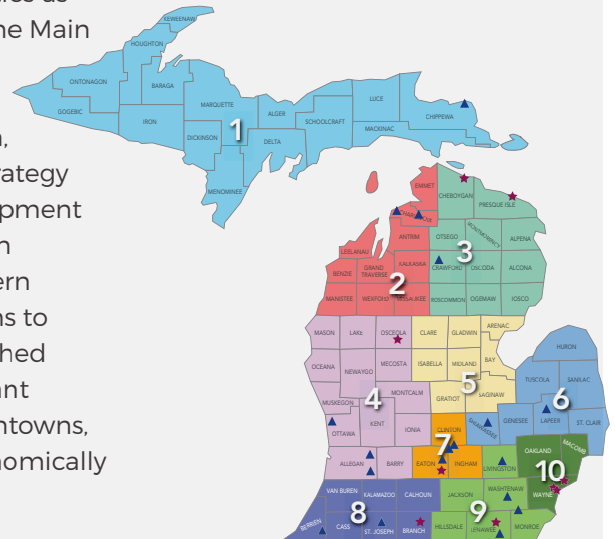 ne Main
rategy
opment
n
ern
ns to
hed
ant
ntowns,
nomically
KEWEENAW
HOUGHTON
ONTONAGON
BARAGA
GOGEBIC
IRON
MARQUETTE
DICKINSON
1
ALGER
DELTA
MENOMINEE
SCHOOLCRAFT
LUCE
MACKINAC
CHIPPEWA
EMMET
CHEBOYGAN
PRESQUE ISLE
ANTRIM
OTSEGO
MONTMORENCY
ALPENA
3
LEELANAU
BENZIE
GRAND
TRAVERSE
KALKASKA
CRAWFORD
OSCODA
ALCONA
2
MANISTEE
WEXFORD
MISSAUKEE
ROSCOMMON
OGEMAW
IOSCO
MASON
LAKE
OSCEOLA
CLARE
GLADWIN
ARENAC
HURON
OCEANA
NEWAYGO
MECOSTA
ISABELLA
MIDLAND
BAY
5
TUSCOLA
SANILAC
4
MUSKEGON
MONTCALM
GRATIOT
SAGINAW
6
KENT
OTTAWA
IONIA
CLINTON
SHIAWASSEE
GENESEE
LAPEER
ST. CLAIR
7
ALLEGAN
BARRY
EATON
INGHAM
LIVINGSTON
OAKLAND
MACOMB
10
WAYNE
VAN BUREN
KALAMAZOO
CALHOUN
JACKSON
WASHTENAW
8
9
BERRIEN
CASS
ST. JOSEPH
BRANCH
HILLSDALE
LENAWEE
MONROE